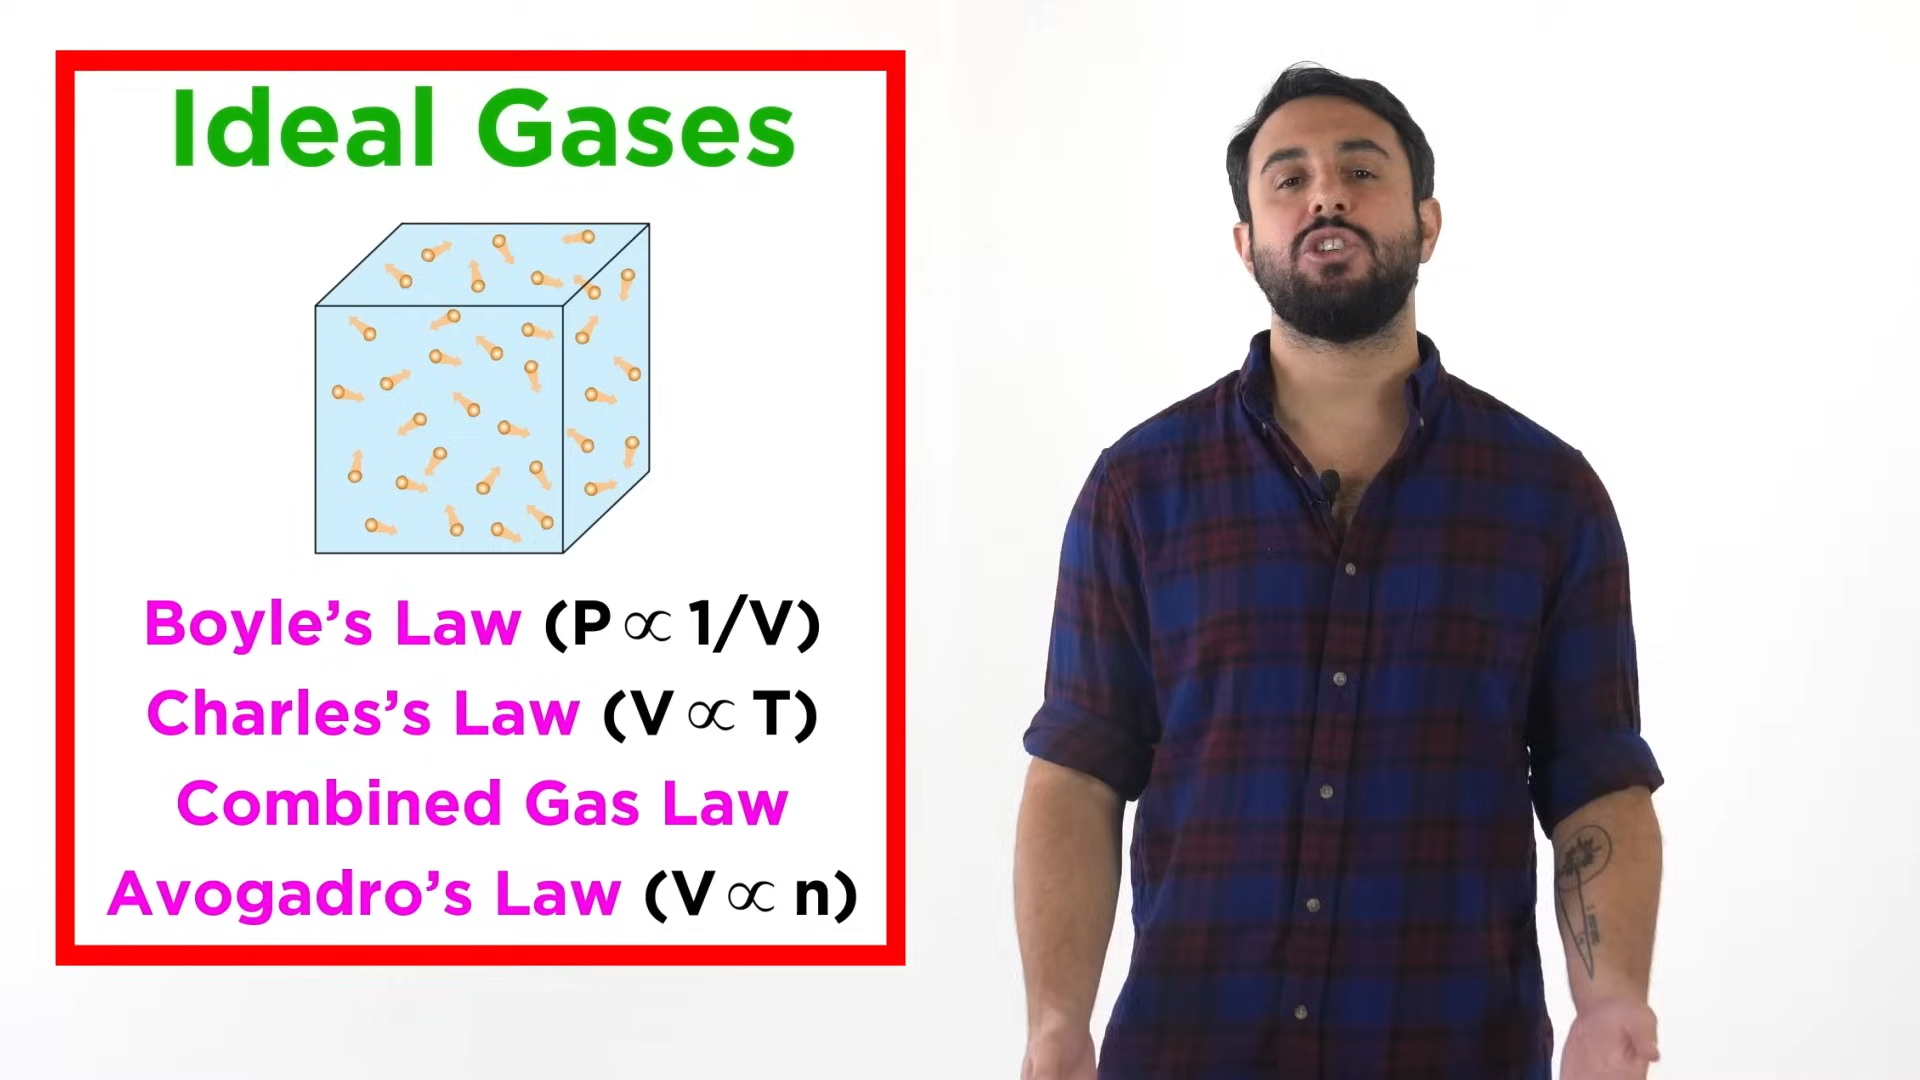 Ideal Gases
Boyle’s Law (P ∝ 1/V)
Charles’s Law (V ∝ T)
Combined Gas Law
Avogadro’s Law (V ∝ n)